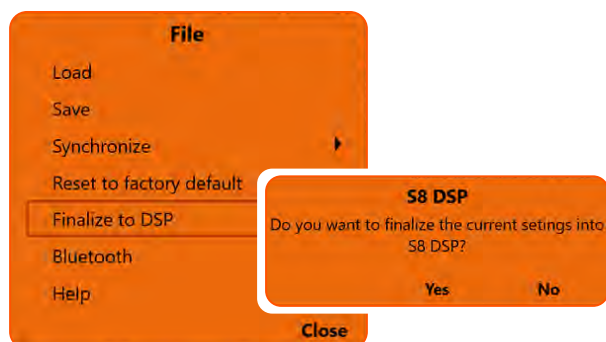 File
Load
Save
Synchronize
Reset to factory default
Finalize to DSP
Bluetooth
Help
Close
S8 DSP
Do you want to finalize the current setings into
S8 DSP?
Yes No